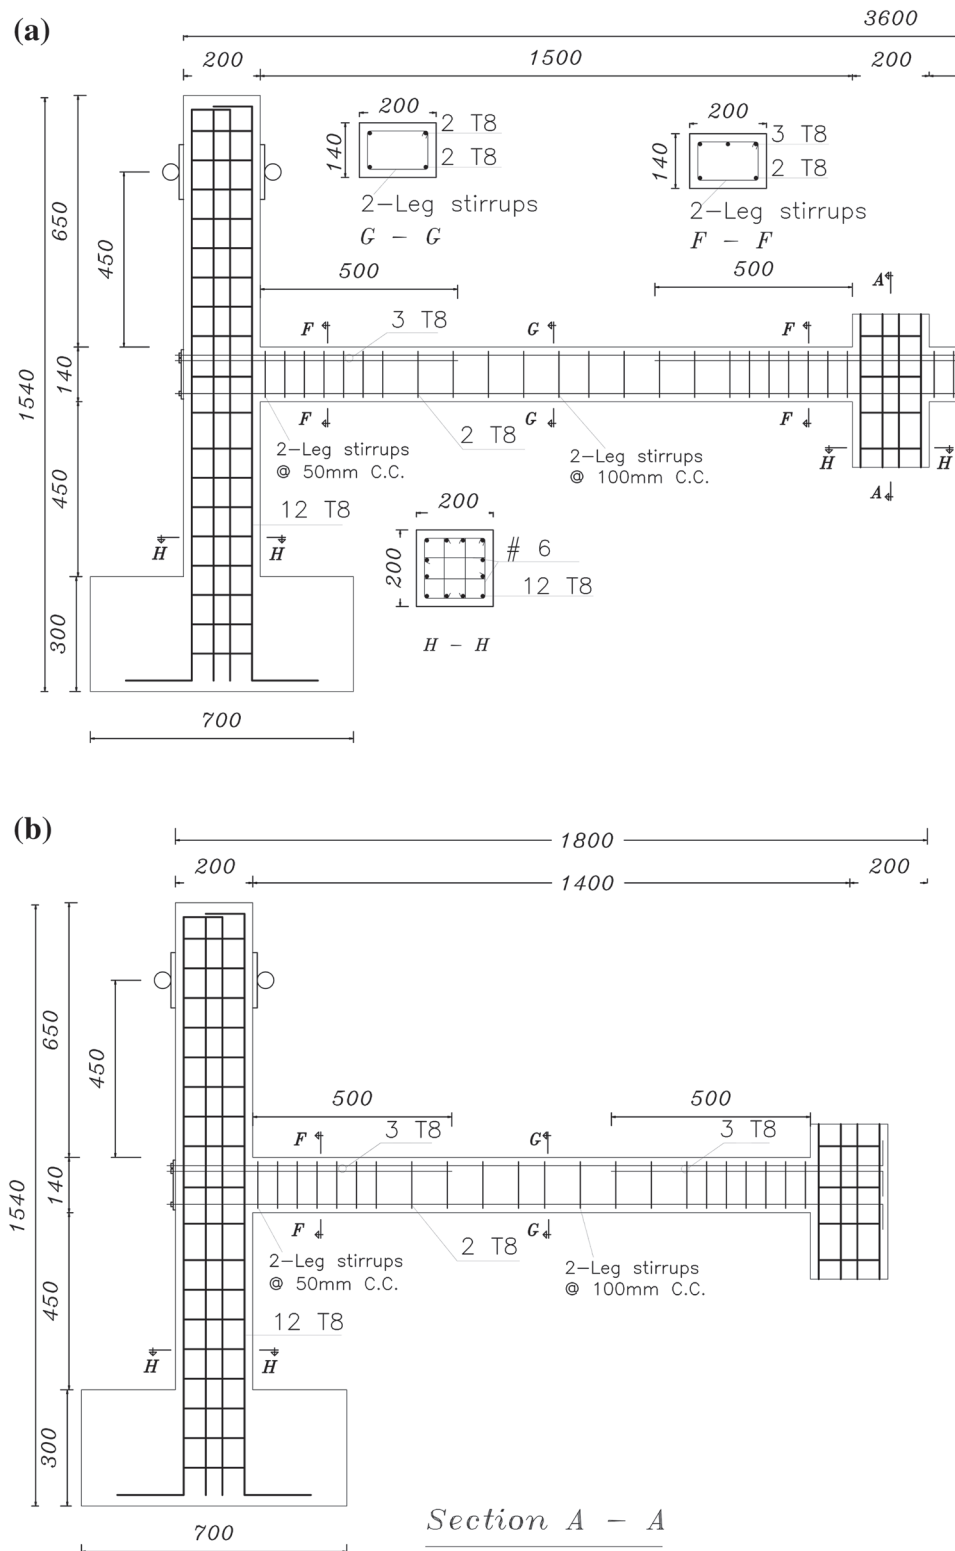 (a)
3600
200
1500
200
200
2 T8
2 T8
140
2-Leg stirrups
G - G
200
3 T8
2 T8
140
2-Leg stirrups
F - F
650
450
1540
140
450
300
500
500
A
3 T8
F
G
F
F
G
F
2 T8
2-Leg stirrups
@ 50mm C.C.
2-Leg stirrups
@ 100mm C.C.
H
H
A
200
12 T8
H
H
200
# 6
12 T8
H - H
700
(b)
1800
200
200
1400
650
450
1540
140
450
300
500
500
3 T8
3 T8
F
G
F
G
2 T8
2-Leg stirrups
@ 50mm C.C.
2-Leg stirrups
@ 100mm C.C.
12 T8
H
H
700
Section A - A